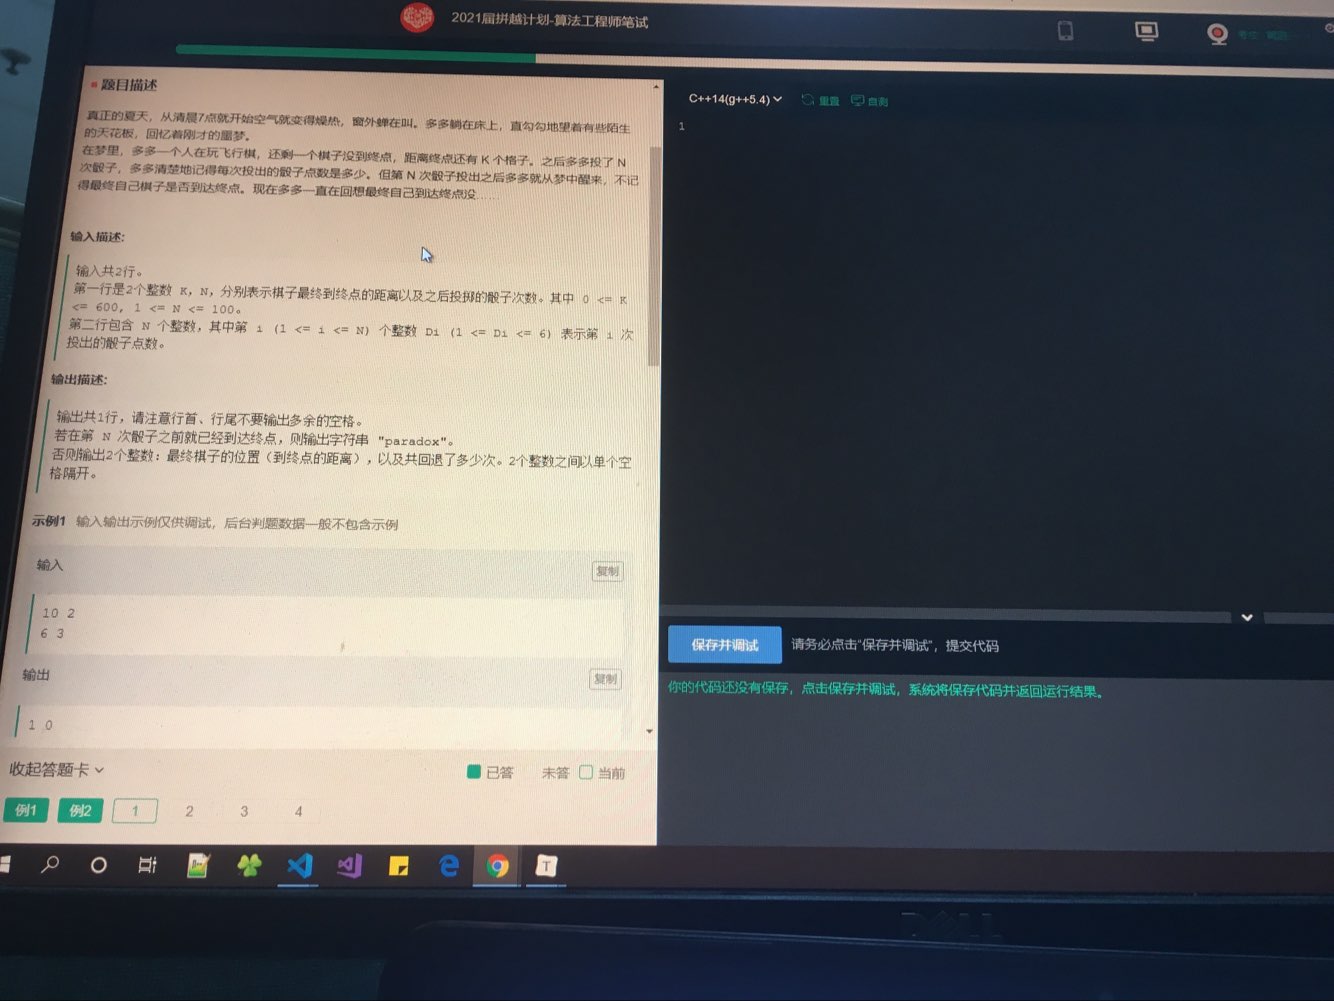 2021届拼越计划-算法工程师笔试
* 题目描述
真正的夏天，从清晨7点就开始空气就变得燥热，窗外蝉在叫。多多躺在床上，直勾勾地望着有些陌生
的天花板，回忆着刚才的噩梦。
在梦里，多多一个人在玩飞行棋，还剩一个棋子没到终点，距离终点还有 K 个格子。之后多多投了 N
次骰子，多多清楚地记得每次投出的骰子点数是多少。但第 N 次骰子投出之后多多就从梦中醒来，不记
得最终自己棋子是否到达终点。现在多多一直在回想最终自己到达终点没……
输入描述:
输入共2行。
第一行是2个整数 K，N，分别表示棋子最终到终点的距离以及之后投掷的骰子次数。其中 0 <= K
<= 600, 1 <= N <= 100。
第二行包含 N 个整数，其中第 i (1 <= i <= N) 个整数 Di (1 <= Di <= 6) 表示第 i 次
投出的骰子点数。
输出描述:
输出共1行，请注意行首、行尾不要输出多余的空格。
若在第 N 次骰子之前就已经到达终点，则输出字符串 "paradox"。
否则输出2个整数：最终棋子的位置（到终点的距离），以及共回退了多少次。2个整数之间以单个空
格隔开。
示例1 输入输出示例仅供调试，后台判题数据一般不包含示例
输入
复制
10 2
6 3
输出
复制
1 0
收起答题卡
已答 未答 当前
例1 例2 1 2 3 4
C++14(g++5.4) 重置 自测
1
保存并调试 请务必点击"保存并调试"，提交代码
你的代码还没有保存，点击保存并调试，系统将保存代码并返回运行结果。
T
DELL